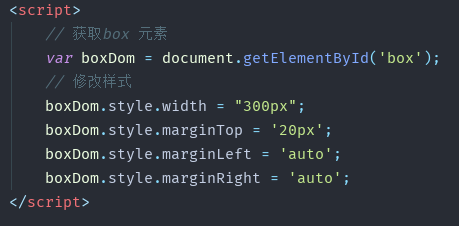 <script>
// 获取box 元素
var boxDom = document.getElementById('box');
// 修改样式
boxDom.style.width = "300px";
boxDom.style.marginTop = '20px';
boxDom.style.marginLeft = 'auto';
boxDom.style.marginRight = 'auto';
</script>